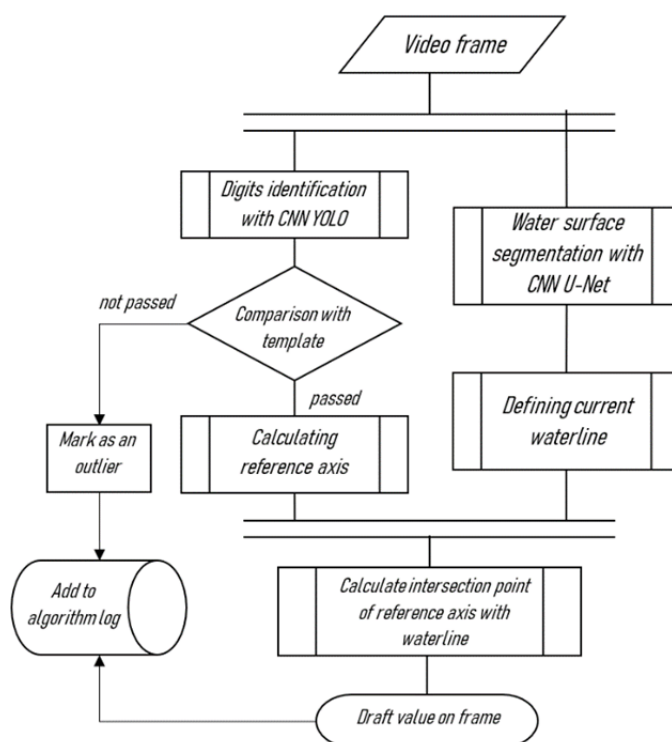 Video frame
Digits identification
with CNN YOLO
Water surface
segmentation with
CNN U-Net
not passed
Comparison with
template
passed
Defining current
waterline
Mark as an
outlier
Calculating
reference axis
Add to
algorithm log
Calculate intersection point
of reference axis with
waterline
Draft value on frame